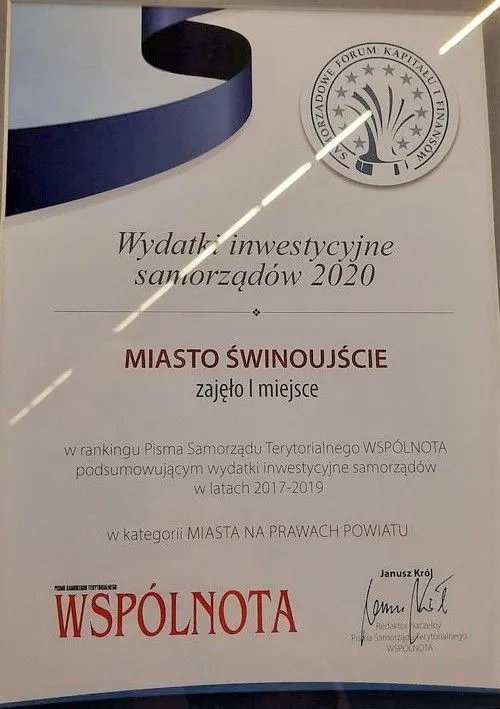 SAMORZĄDOWE FORUM KAPITAŁU I FINANSÓW
Wydatki inwestycyjne
samorządów 2020
MIASTO ŚWINOUJŚCIE
zajęło I miejsce
w rankingu Pisma Samorządu Terytorialnego WSPÓLNOTA
podsumowującym wydatki inwestycyjne samorządów
w latach 2017-2019
w kategorii MIASTA NA PRAWACH POWIATU
PISMO SAMORZĄDU TERYTORIALNEGO
WSPÓLNOTA
Janusz Król
Redaktor Naczelny
Pisma Samorządu Terytorialnego
WSPÓLNOTA